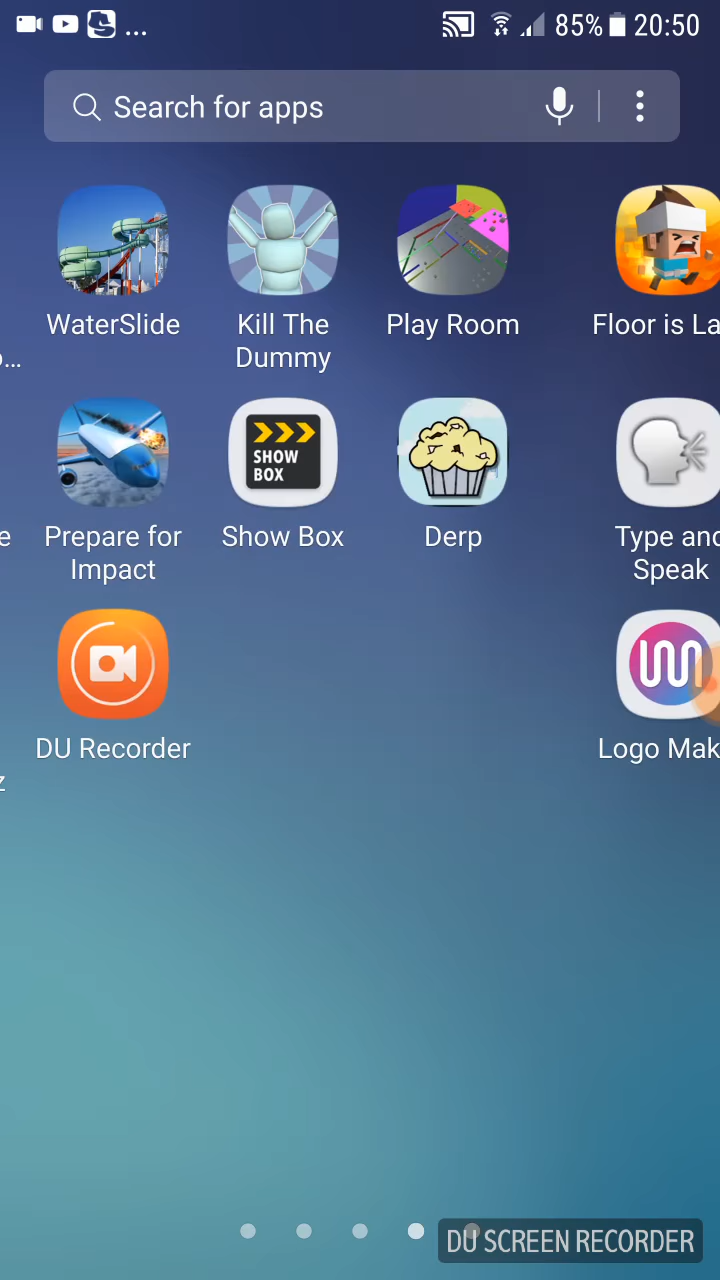 ... 85% 20:50
Search for apps
WaterSlide
Kill The
Dummy
Play Room
Floor is La
o...
SHOW
BOX
e
Prepare for
Impact
Show Box
Derp
Type and
Speak
DU Recorder
Logo Mak
z
DU SCREEN RECORDER